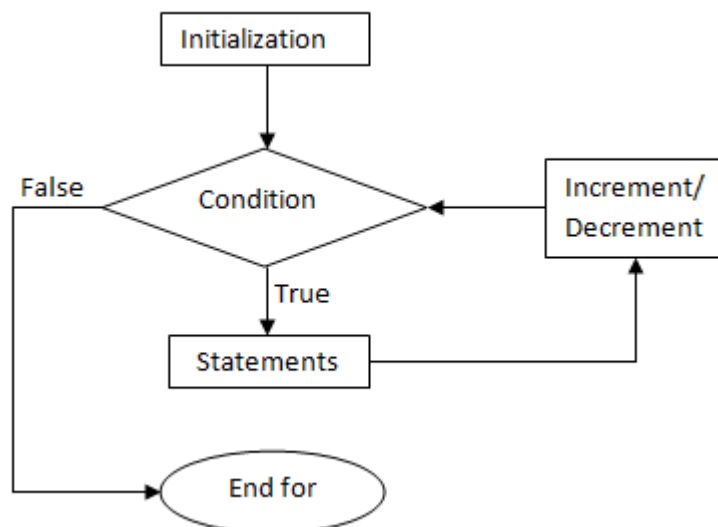 Initialization
False
Condition
Increment/
Decrement
True
Statements
End for